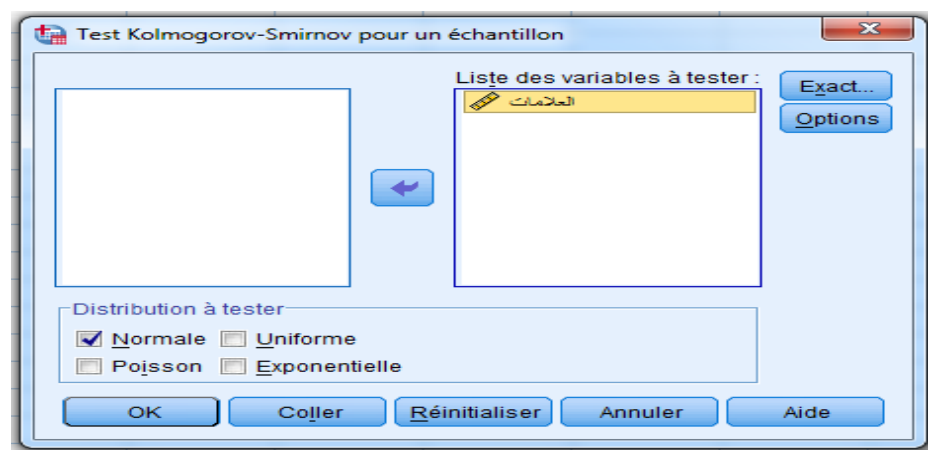 Test Kolmogorov-Smirnov pour un échantillon
Liste des variables à tester :
العلامات
Exact...
Options
Distribution à tester
Normale Uniforme
Poisson Exponentielle
OK Coller Réinitialiser Annuler Aide